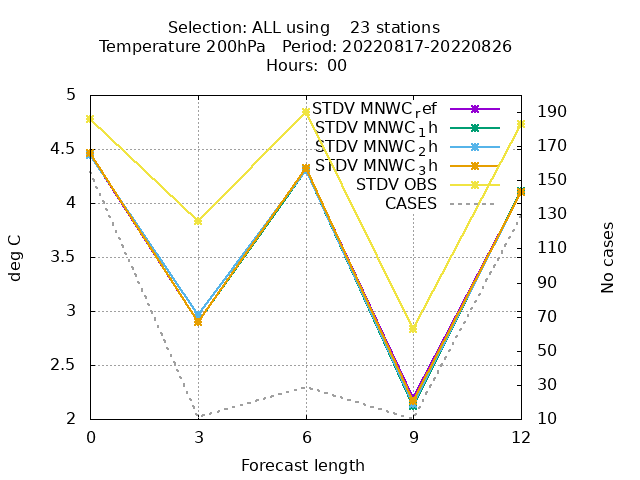 Selection: ALL using    23 stations
Temperature 200hPa   Period: 20220817-20220826
Hours:  00
5
4.5
4
3.5
3
2.5
2
190
170
150
130
110
90
70
50
30
10
STDV MNWC_ref
STDV MNWC_1h
STDV MNWC_2h
STDV MNWC_3h
STDV OBS
CASES
deg C
No cases
0 3 6 9 12
Forecast length